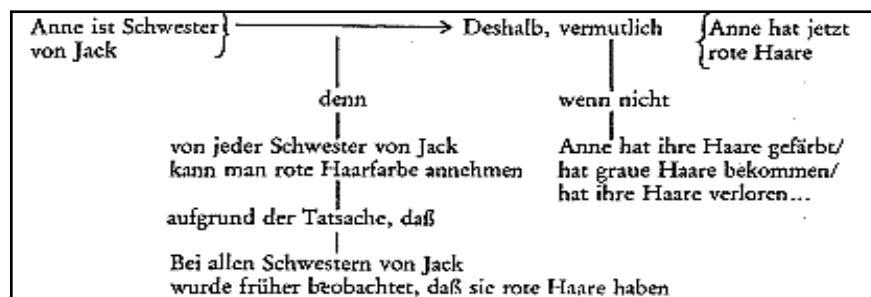 Anne ist Schwester von Jack
Deshalb, vermutlich
Anne hat jetzt rote Haare
denn
wenn nicht
von jeder Schwester von Jack
kann man rote Haarfarbe annehmen
Anne hat ihre Haare gefärbt/
hat graue Haare bekommen/
hat ihre Haare verloren...
aufgrund der Tatsache, daß
Bei allen Schwestern von Jack
wurde früher beobachtet, daß sie rote Haare haben